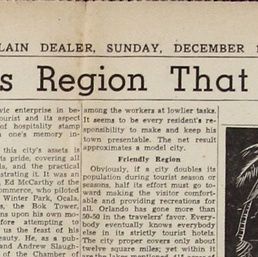 LAIN DEALER, SUNDAY, DECEMBER 1
s Region That
vic enterprise in be-
tourist and its aspect
of hospitality stamp
one's memory in-
this city's assets is
ts pride, covering all
and the practical
strating it was an
Ed McCarthy of the
ommerce, who piloted
Winter Park, Ocala,
s, the Bok Tower,
ns upon his own mo-
efore attempting to
us the feast of his
eauty. He, as a pub-
and Andrew Slaugh-
of the Chamber of
among the workers at lowlier tasks.
It seems to be every resident's re-
sponsibility to make and keep his
town presentable. The net result
approximates a model city.
Friendly Region
Obviously, if a city doubles its
population during tourist season or
seasons, half its effort must go to-
ward making the visitor comfort-
able and providing recreations for
it. Orlando has gone more than
50-50 in the travelers' favor. Every-
body eventually knows everybody
else in its strictly tourist hotels.
The city proper covers only about
twelve square miles; yet within it